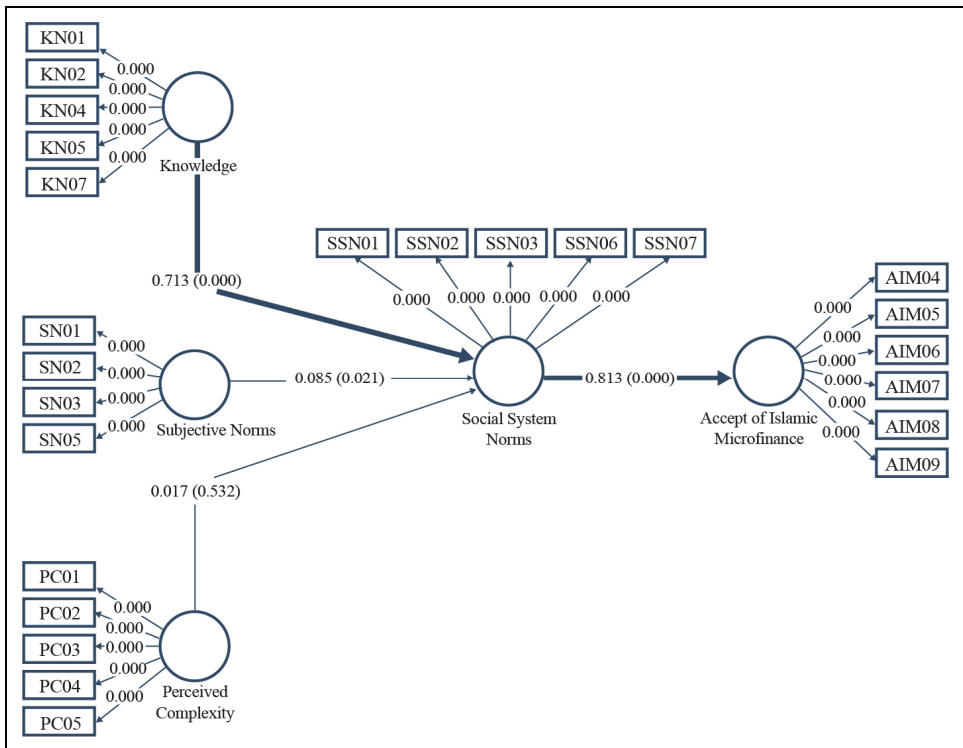 KN01
KN02
KN04
KN05
KN07
0.000
0.000
0.000
0.000
0.000
Knowledge
0.713 (0.000)
SSN01
SSN02
SSN03
SSN06
SSN07
0.000
0.000
0.000
0.000
0.000
SN01
SN02
SN03
SN05
0.000
0.000
0.000
0.000
Subjective Norms
0.085 (0.021)
Social System
Norms
0.813 (0.000)
Accept of Islamic
Microfinance
0.000
0.000
0.000
0.000
0.000
0.000
AIM04
AIM05
AIM06
AIM07
AIM08
AIM09
0.017 (0.532)
PC01
PC02
PC03
PC04
PC05
0.000
0.000
0.000
0.000
0.000
Perceived
Complexity